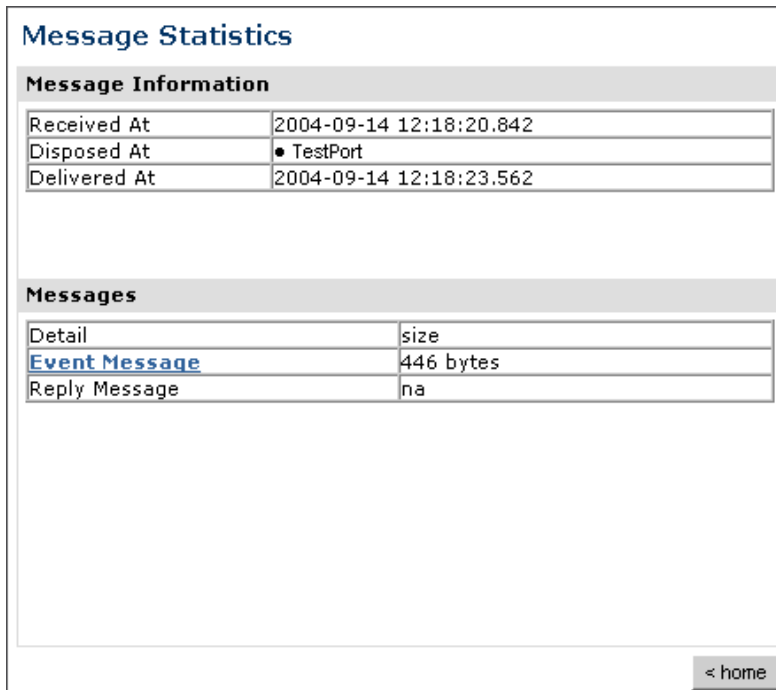 Message Statistics
Message Information
Received At 2004-09-14 12:18:20.842
Disposed At ● TestPort
Delivered At 2004-09-14 12:18:23.562
Messages
Detail size
Event Message 446 bytes
Reply Message na
< home